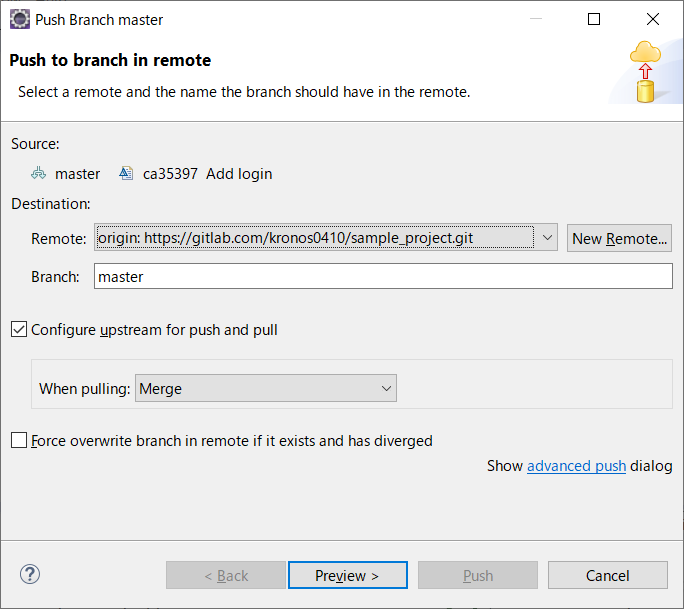 Push Branch master
Push to branch in remote
Select a remote and the name the branch should have in the remote.
Source:
master ca35397 Add login
Destination:
Remote: origin: https://gitlab.com/kronos0410/sample_project.git New Remote...
Branch: master
Configure upstream for push and pull
When pulling: Merge
Force overwrite branch in remote if it exists and has diverged
Show advanced push dialog
? < Back Preview > Push Cancel